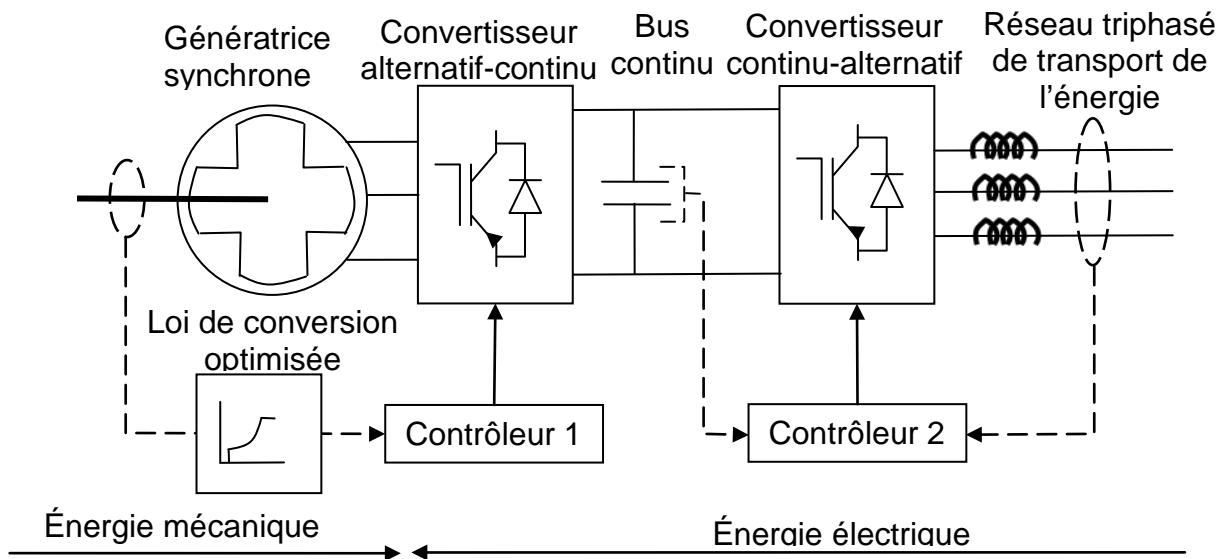 Génératrice
synchrone
Convertisseur
alternatif-continu
Bus
continu
Convertisseur
continu-alternatif
Réseau triphasé
de transport de
l'énergie
Loi de conversion
optimisée
Contrôleur 1
Contrôleur 2
Énergie mécanique
Énergie électrique